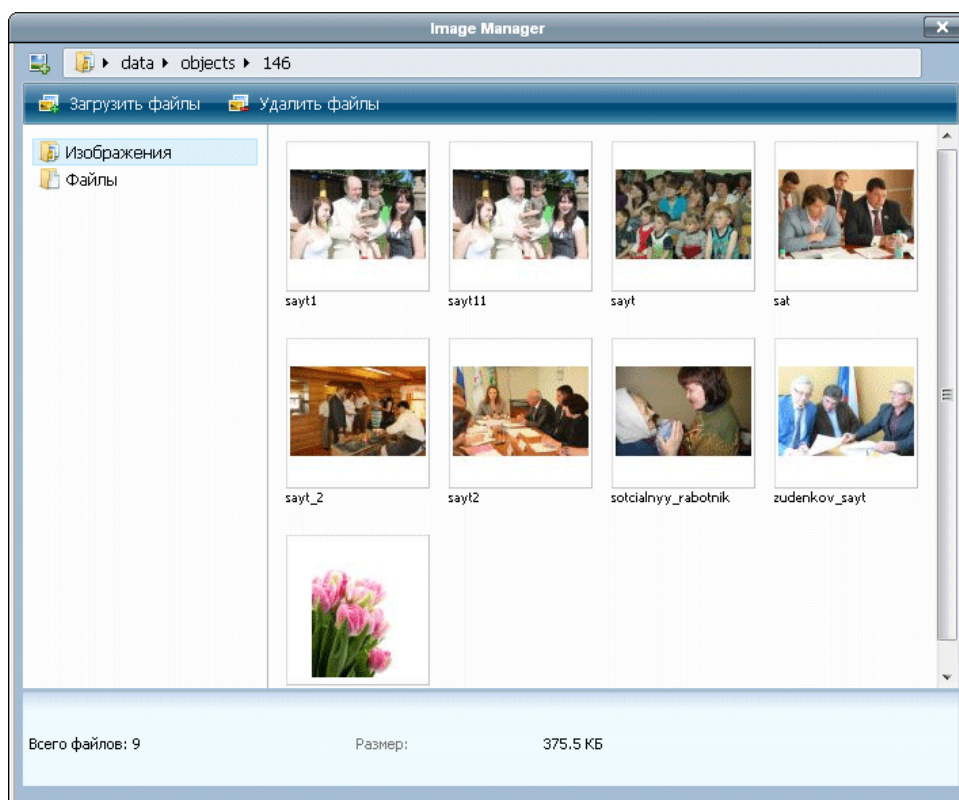 Image Manager
data objects 146
Загрузить файлы Удалить файлы
Изображения
Файлы
sayt1 sayt11 sayt sat
sayt_2 sayt2 sotcialnyy_rabotnik zudenkov_sayt
Всего файлов: 9 Размер: 375.5 КБ